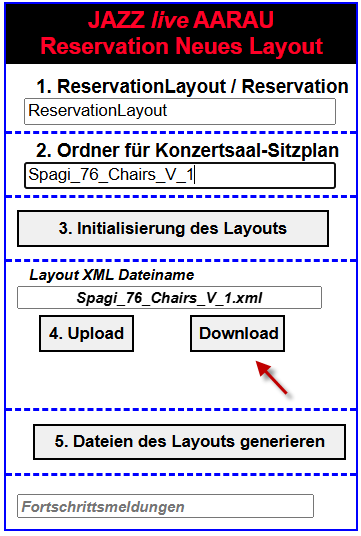 JAZZ live AARAU
Reservation Neues Layout
1. ReservationLayout / Reservation
ReservationLayout
2. Ordner für Konzertsaal-Sitzplan
Spagi_76_Chairs_V_1
3. Initialisierung des Layouts
Layout XML Dateiname
Spagi_76_Chairs_V_1.xml
4. Upload Download
5. Dateien des Layouts generieren
Fortschrittsmeldungen